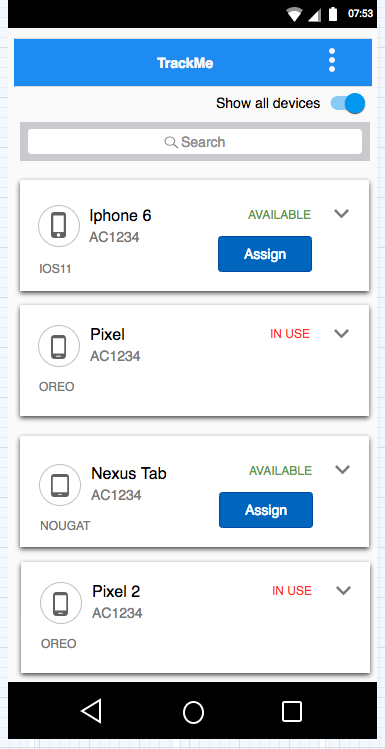 07:53
TrackMe
Show all devices
Search
Iphone 6
AVAILABLE
AC1234
Assign
IOS11
Pixel
IN USE
AC1234
OREO
Nexus Tab
AVAILABLE
AC1234
Assign
NOUGAT
Pixel 2
IN USE
AC1234
OREO